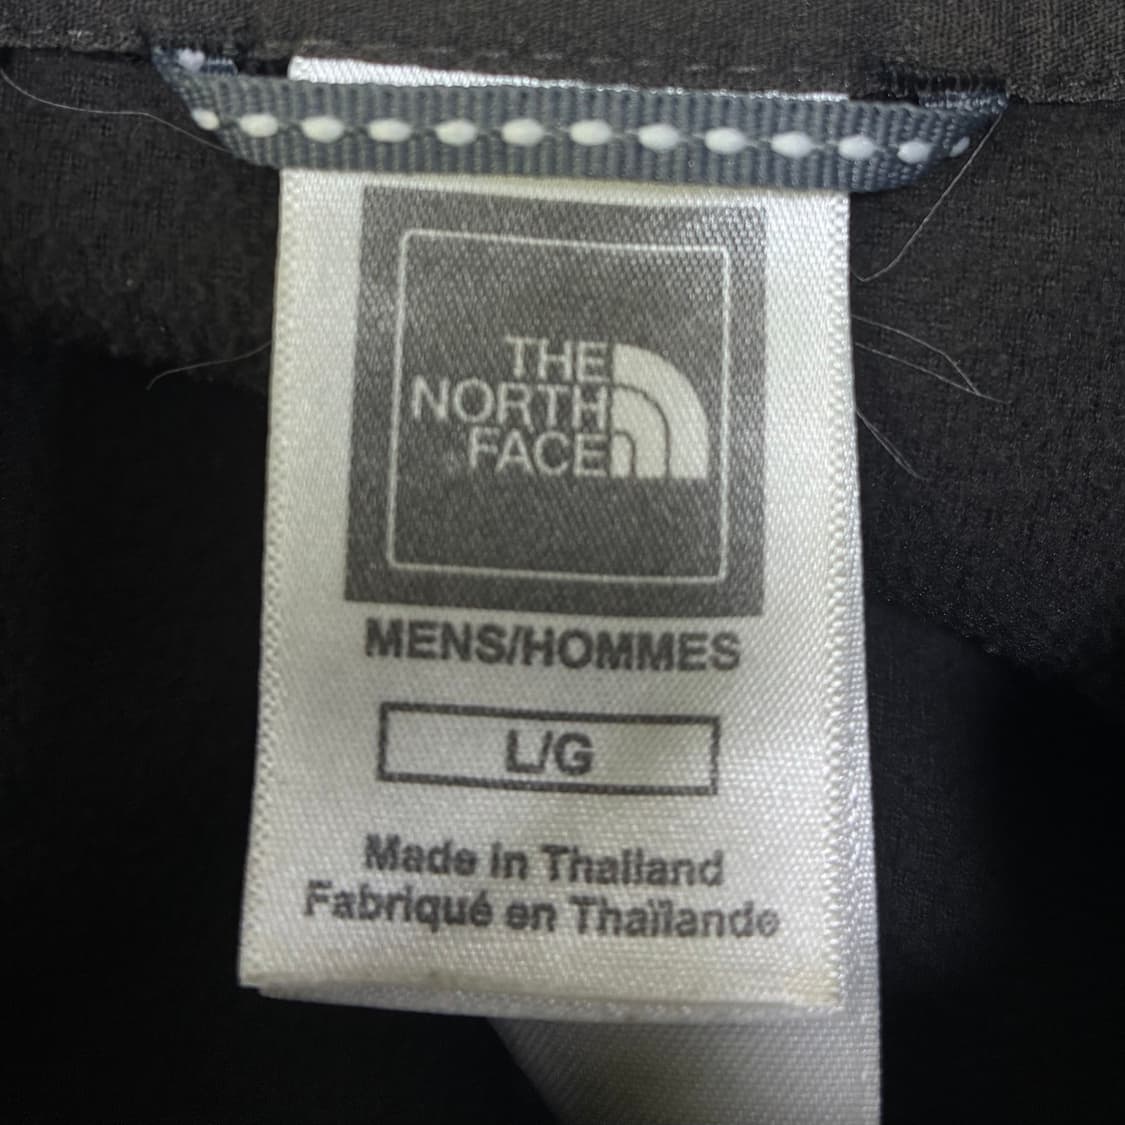 THE
NORTH
FACE
MENS/HOMMES
L/G
Made in Thailand
Fabriqué en Thaïlande